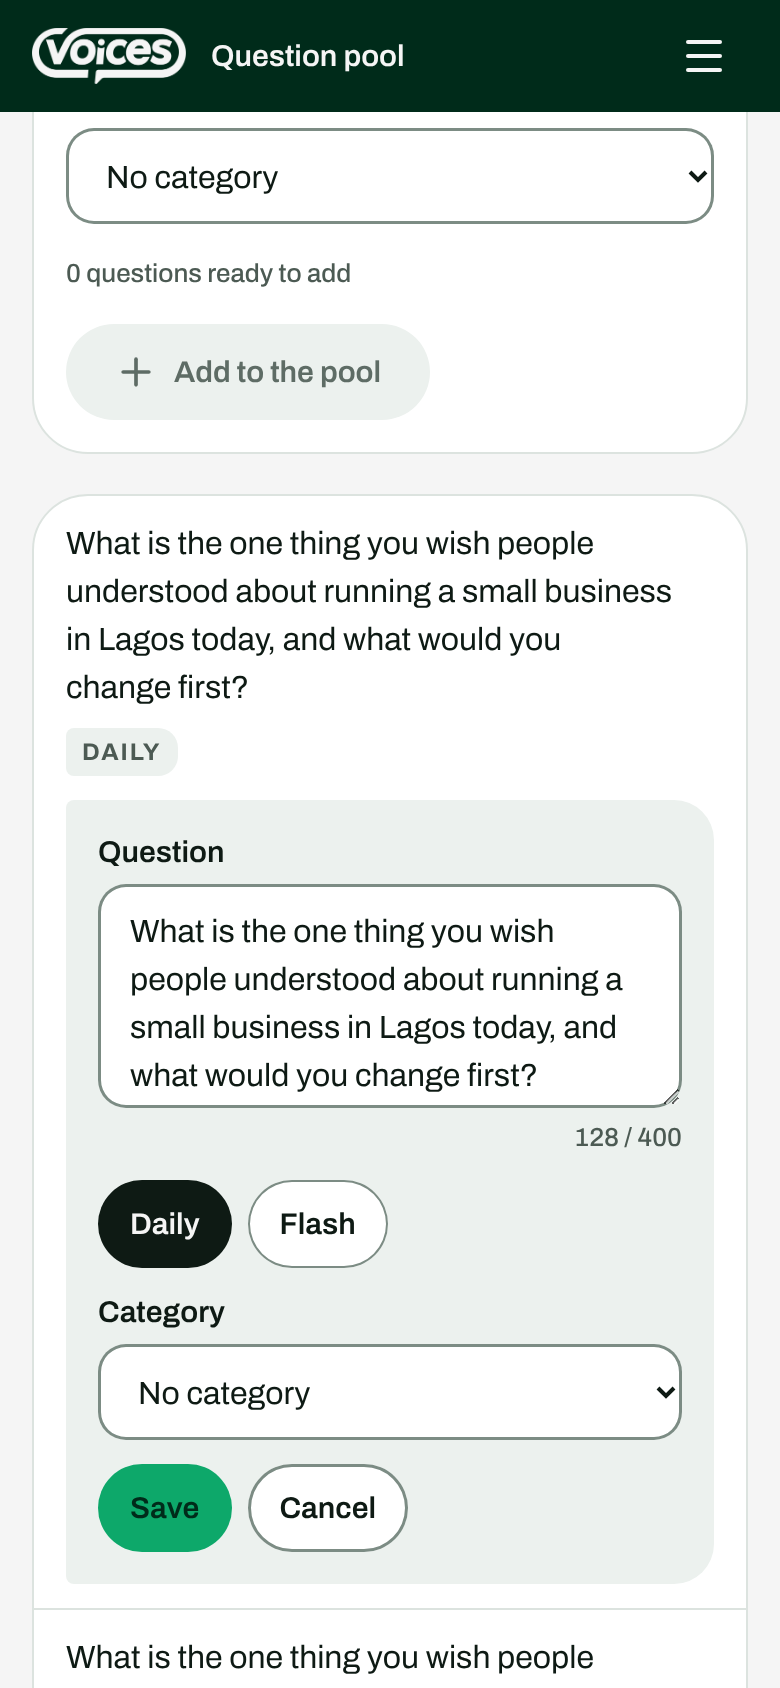 Voices
Question pool
No category
0 questions ready to add
Add to the pool
What is the one thing you wish people
understood about running a small business
in Lagos today, and what would you
change first?
DAILY
Question
What is the one thing you wish
people understood about running a
small business in Lagos today, and
what would you change first?
128 / 400
Daily
Flash
Category
No category
Save
Cancel
What is the one thing you wish people